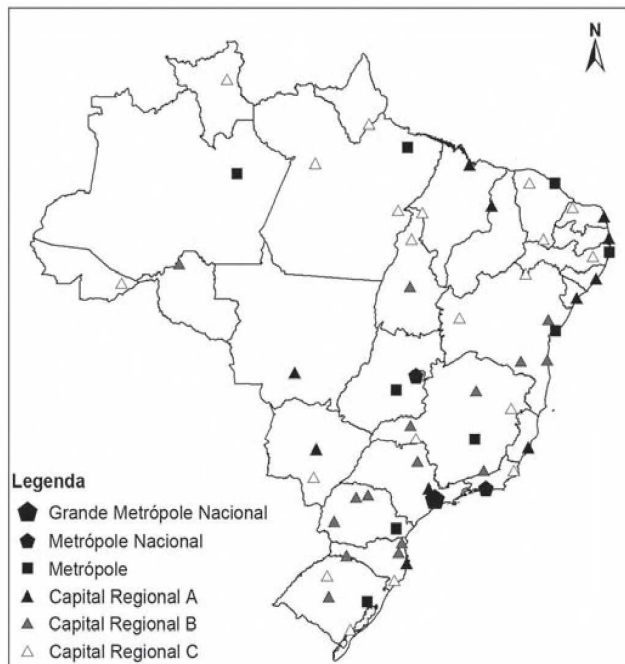 N
Legenda
Grande Metrópole Nacional
Metrópole Nacional
Metrópole
Capital Regional A
Capital Regional B
Capital Regional C